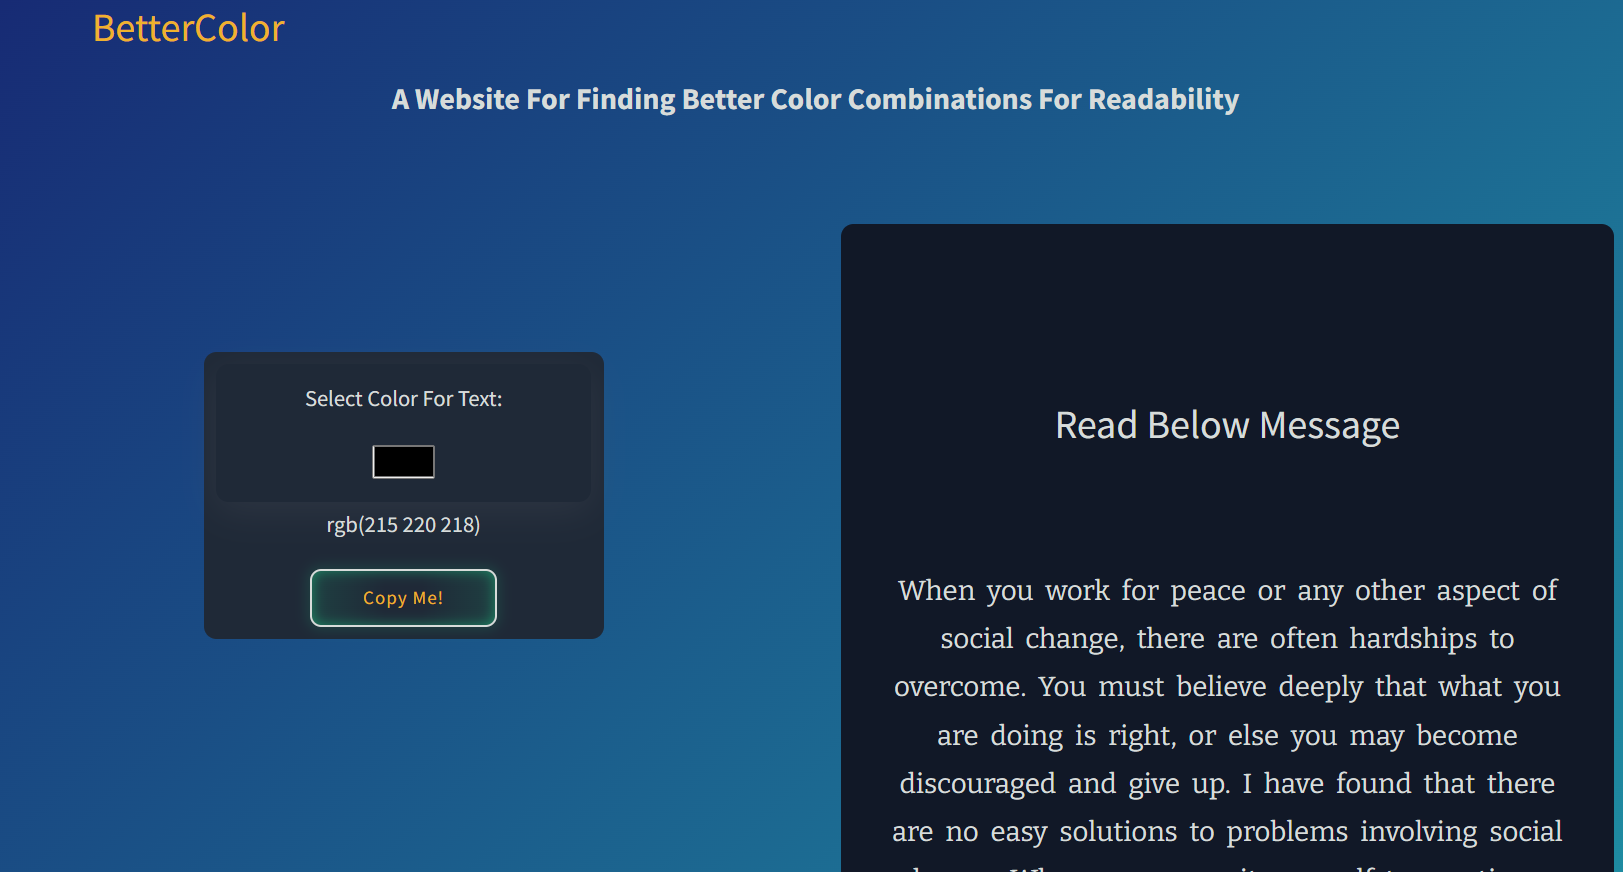 BetterColor
A Website For Finding Better Color Combinations For Readability
Select Color For Text:
rgb(215 220 218)
Copy Me!
Read Below Message
When you work for peace or any other aspect of
social change, there are often hardships to
overcome. You must believe deeply that what you
are doing is right, or else you may become
discouraged and give up. I have found that there
are no easy solutions to problems involving social